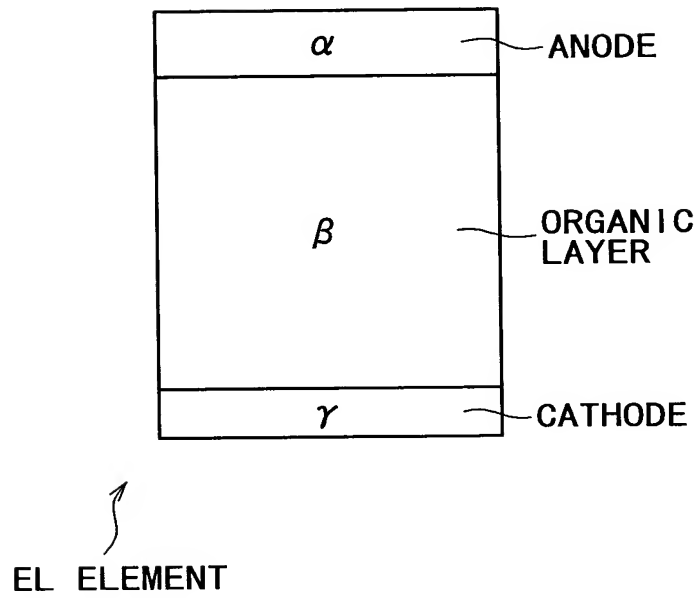 α
ANODE
β
ORGANIC
LAYER
γ
CATHODE
EL ELEMENT